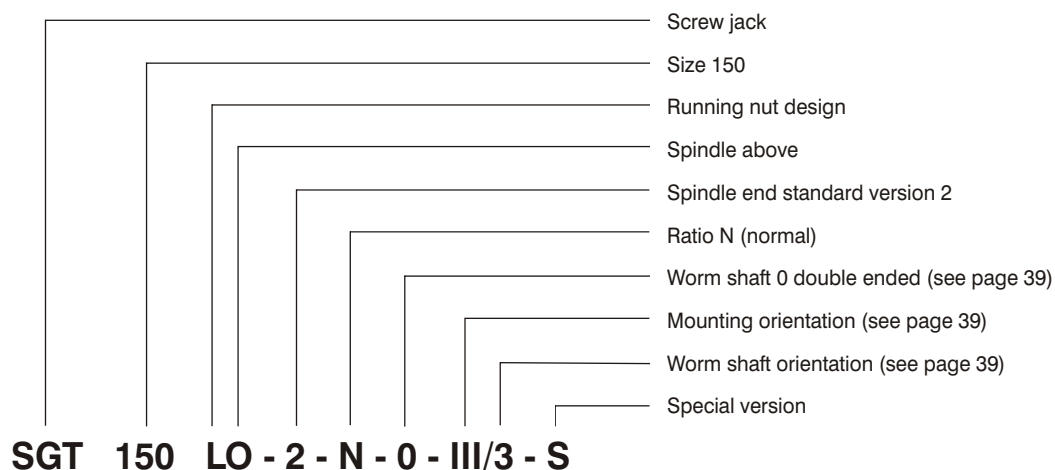 Screw jack
Size 150
Running nut design
Spindle above
Spindle end standard version 2
Ratio N (normal)
Worm shaft 0 double ended (see page 39)
Mounting orientation (see page 39)
Worm shaft orientation (see page 39)
Special version
SGT 150 LO - 2 - N - 0 - III/3 - S